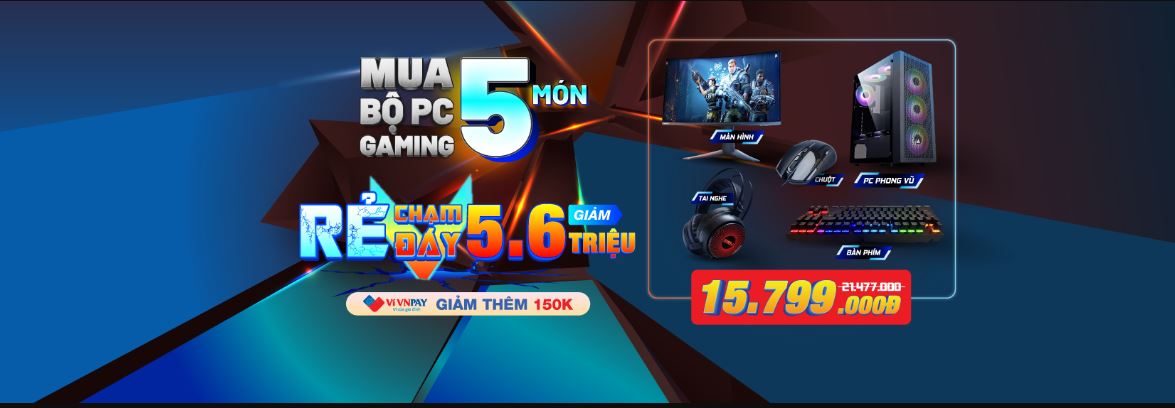 MUA
BỘ PC
GAMING
5 MÓN
RẺ CHẠM ĐÁY
GIẢM
5.6 TRIỆU
VÍ VNPAY
GIẢM THÊM 150K
MÀN HÌNH
CHUỘT
PC PHONG VŨ
TAI NGHE
BÀN PHÍM
21.477.000
15.799.000Đ